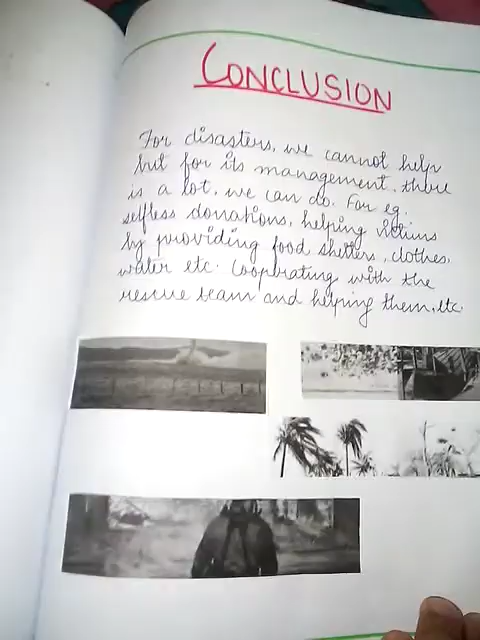 CONCLUSION
For disasters, we cannot help
but for its management, there
is a lot, we can do. For eg.
selfless donations, helping victims
by providing food shelters, clothes,
water etc. Cooperating with the
rescue team and helping them, etc.